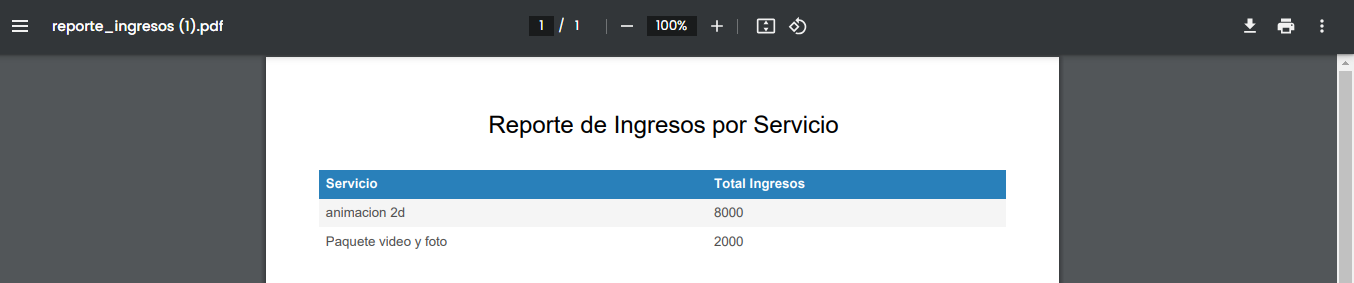 reporte_ingresos (1).pdf 1 / 1 100%
Reporte de Ingresos por Servicio
Servicio Total Ingresos
animacion 2d 8000
Paquete video y foto 2000